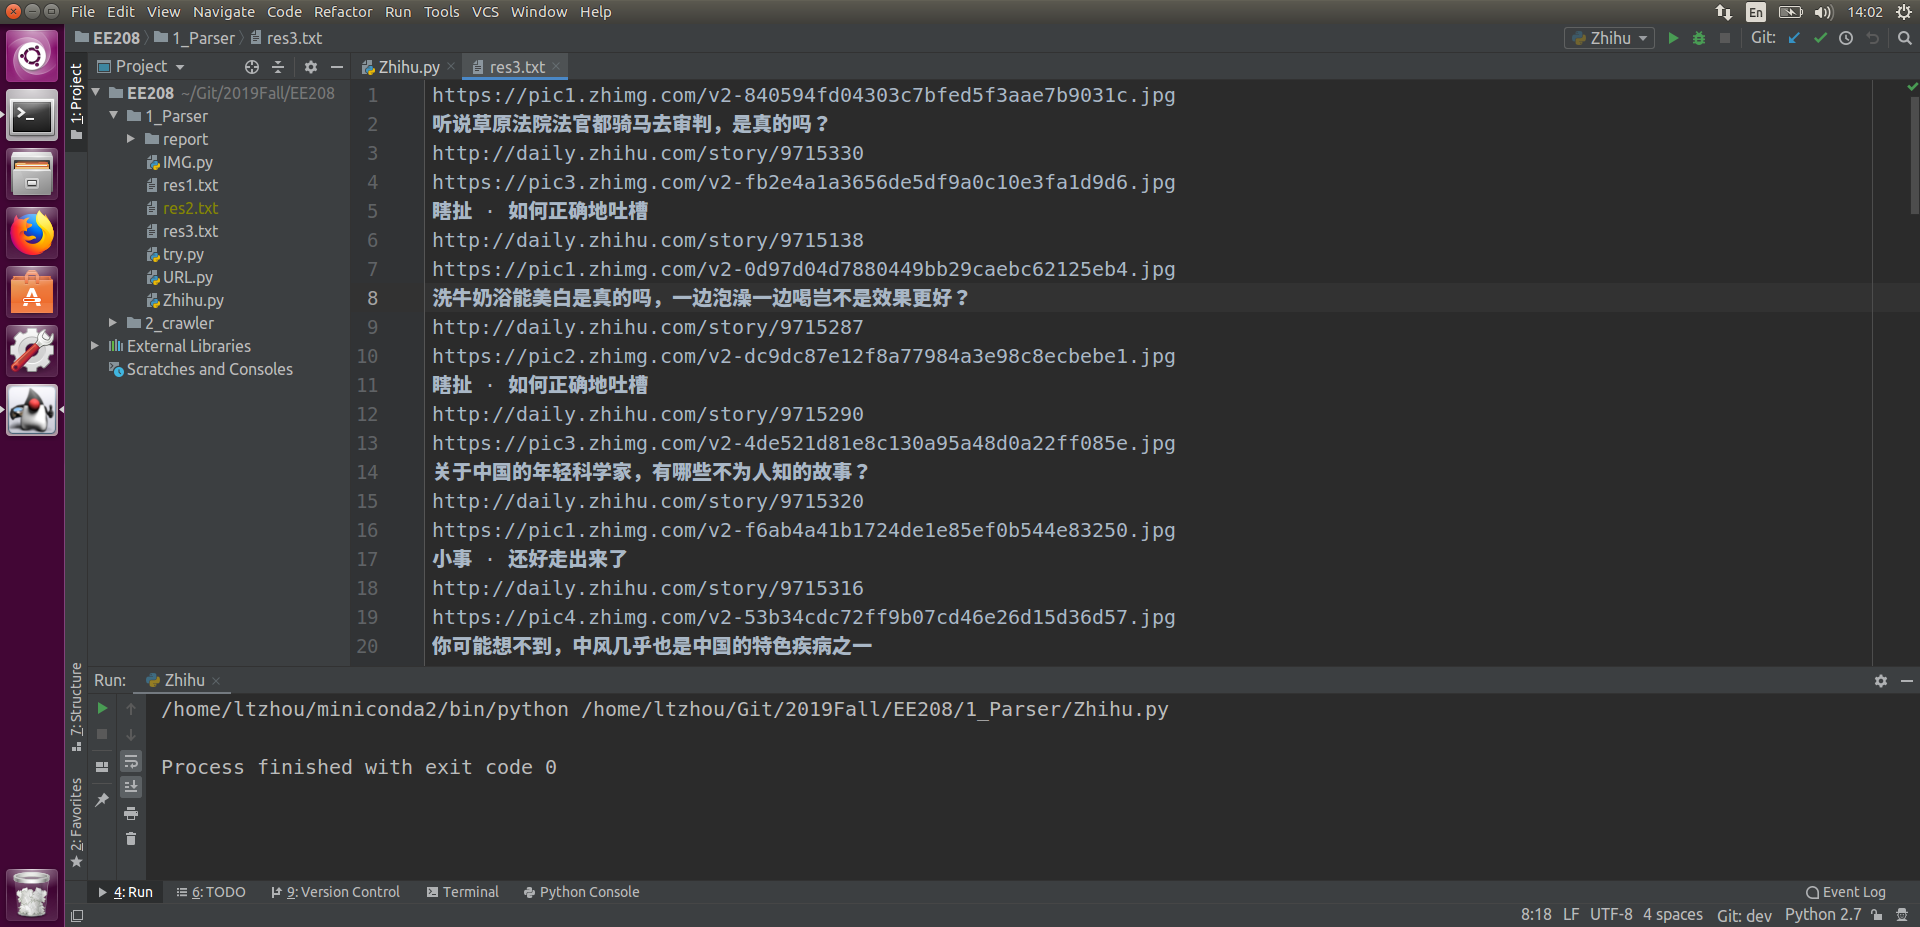 File Edit View Navigate Code Refactor Run Tools VCS Window Help
En 14:02
EE208 1_Parser res3.txt
Zhihu Git:
1: Project
Project
Zhihu.py res3.txt
EE208 ~/Git/2019Fall/EE208
1_Parser
report
IMG.py
res1.txt
res2.txt
res3.txt
try.py
URL.py
Zhihu.py
2_crawler
External Libraries
Scratches and Consoles
1 https://pic1.zhimg.com/v2-840594fd04303c7bfed5f3aae7b9031c.jpg
2 听说草原法院法官都骑马去审判，是真的吗？
3 http://daily.zhihu.com/story/9715330
4 https://pic3.zhimg.com/v2-fb2e4a1a3656de5df9a0c10e3fa1d9d6.jpg
5 瞎扯 · 如何正确地吐槽
6 http://daily.zhihu.com/story/9715138
7 https://pic1.zhimg.com/v2-0d97d04d7880449bb29caebc62125eb4.jpg
8 洗牛奶浴能美白是真的吗，一边泡澡一边喝岂不是效果更好？
9 http://daily.zhihu.com/story/9715287
10 https://pic2.zhimg.com/v2-dc9dc87e12f8a77984a3e98c8ecbebe1.jpg
11 瞎扯 · 如何正确地吐槽
12 http://daily.zhihu.com/story/9715290
13 https://pic3.zhimg.com/v2-4de521d81e8c130a95a48d0a22ff085e.jpg
14 关于中国的年轻科学家，有哪些不为人知的故事？
15 http://daily.zhihu.com/story/9715320
16 https://pic1.zhimg.com/v2-f6ab4a41b1724de1e85ef0b544e83250.jpg
17 小事 · 还好走出来了
18 http://daily.zhihu.com/story/9715316
19 https://pic4.zhimg.com/v2-53b34cdc72ff9b07cd46e26d15d36d57.jpg
20 你可能想不到，中风几乎也是中国的特色疾病之一
7: Structure
2: Favorites
Run: Zhihu
/home/ltzhou/miniconda2/bin/python /home/ltzhou/Git/2019Fall/EE208/1_Parser/Zhihu.py
Process finished with exit code 0
4: Run 6: TODO 9: Version Control Terminal Python Console Event Log
8:18 LF UTF-8 4 spaces Git: dev Python 2.7